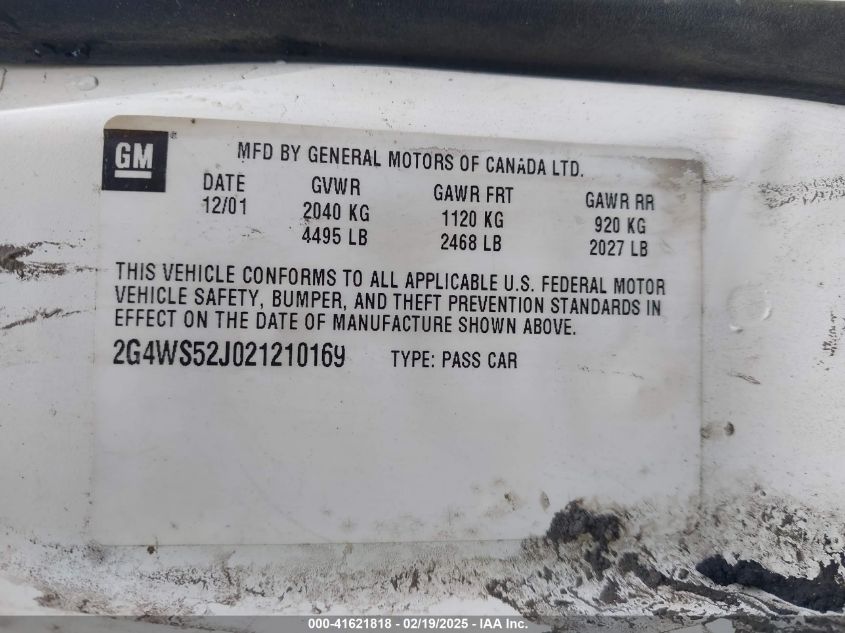 GM
MFD BY GENERAL MOTORS OF CANADA LTD.
DATE GVWR GAWR FRT GAWR RR
12/01 2040 KG 1120 KG 920 KG
4495 LB 2468 LB 2027 LB
THIS VEHICLE CONFORMS TO ALL APPLICABLE U.S. FEDERAL MOTOR
VEHICLE SAFETY, BUMPER, AND THEFT PREVENTION STANDARDS IN
EFFECT ON THE DATE OF MANUFACTURE SHOWN ABOVE.
2G4WS52J021210169 TYPE: PASS CAR
000-41621818 - 02/19/2025 - IAA Inc.